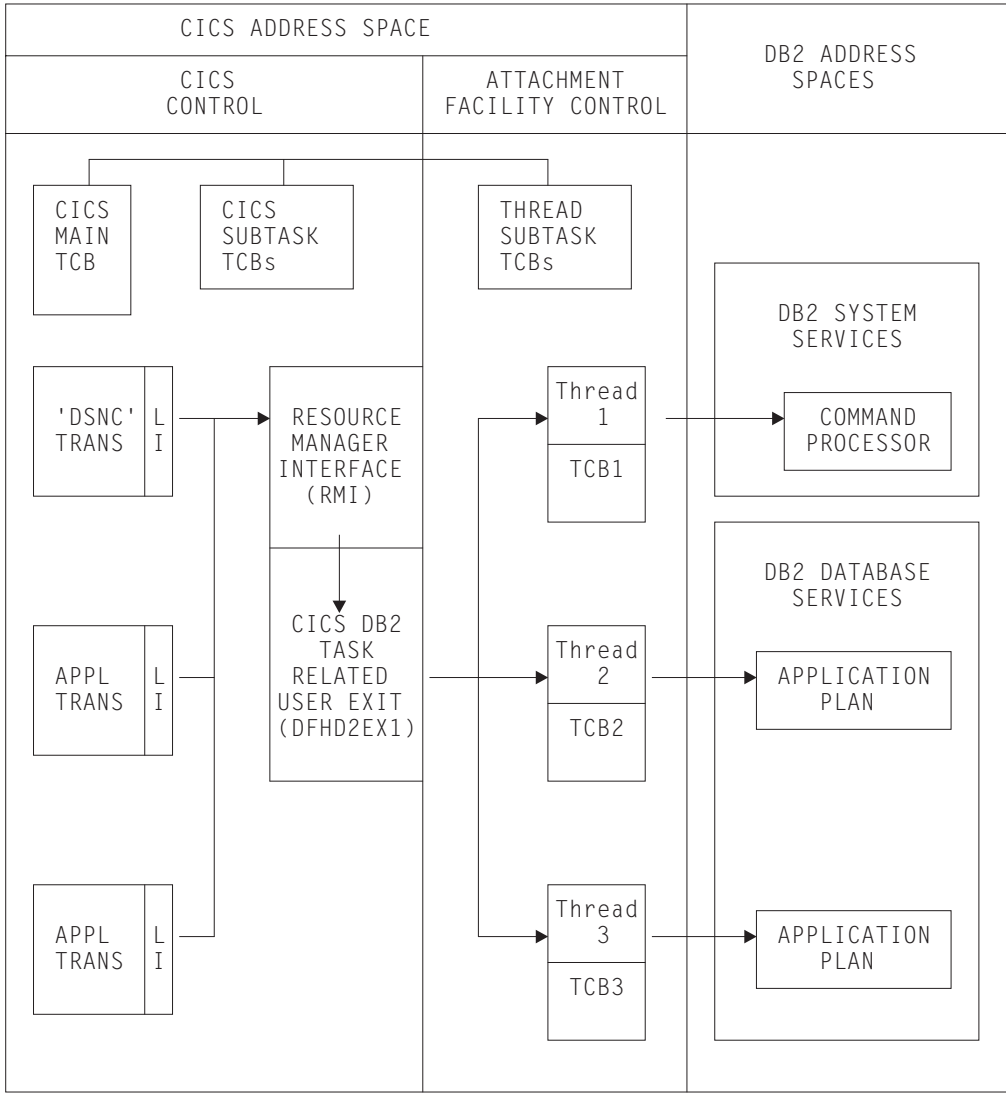 CICS ADDRESS SPACE
DB2 ADDRESS
SPACES
CICS
CONTROL
ATTACHMENT
FACILITY CONTROL
CICS
MAIN
TCB
CICS
SUBTASK
TCBs
THREAD
SUBTASK
TCBs
DB2 SYSTEM
SERVICES
'DSNC'
TRANS
L
I
RESOURCE
MANAGER
INTERFACE
(RMI)
Thread
1
TCB1
COMMAND
PROCESSOR
DB2 DATABASE
SERVICES
APPL
TRANS
L
I
CICS DB2
TASK
RELATED
USER EXIT
(DFHD2EX1)
Thread
2
TCB2
APPLICATION
PLAN
APPL
TRANS
L
I
Thread
3
TCB3
APPLICATION
PLAN